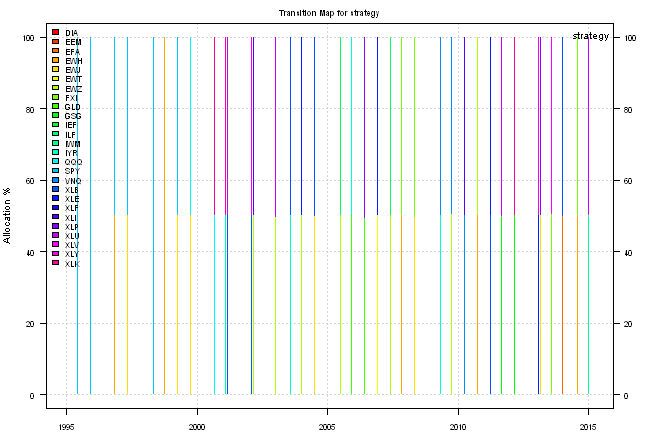 Transition Map for strategy
strategy
Allocation %
100
80
60
40
20
0
DIA
EEM
EFA
EWH
EWJ
EWT
EWZ
FXI
GLD
GSG
IEF
ILF
IWM
IYR
QQQ
SPY
VNQ
XLB
XLE
XLF
XLI
XLP
XLU
XLV
XLY
XLK
100
80
60
40
20
0
1995
2000
2005
2010
2015